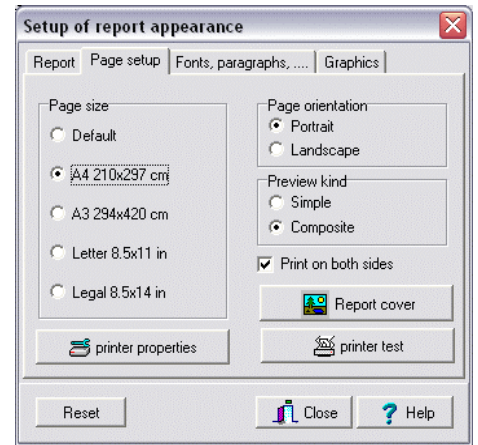 Setup of report appearance
Report Page setup Fonts, paragraphs, .... Graphics
Page size
Default
A4 210x297 cm
A3 294x420 cm
Letter 8.5x11 in
Legal 8.5x14 in
printer properties
Page orientation
Portrait
Landscape
Preview kind
Simple
Composite
Print on both sides
Report cover
printer test
Reset Close ? Help